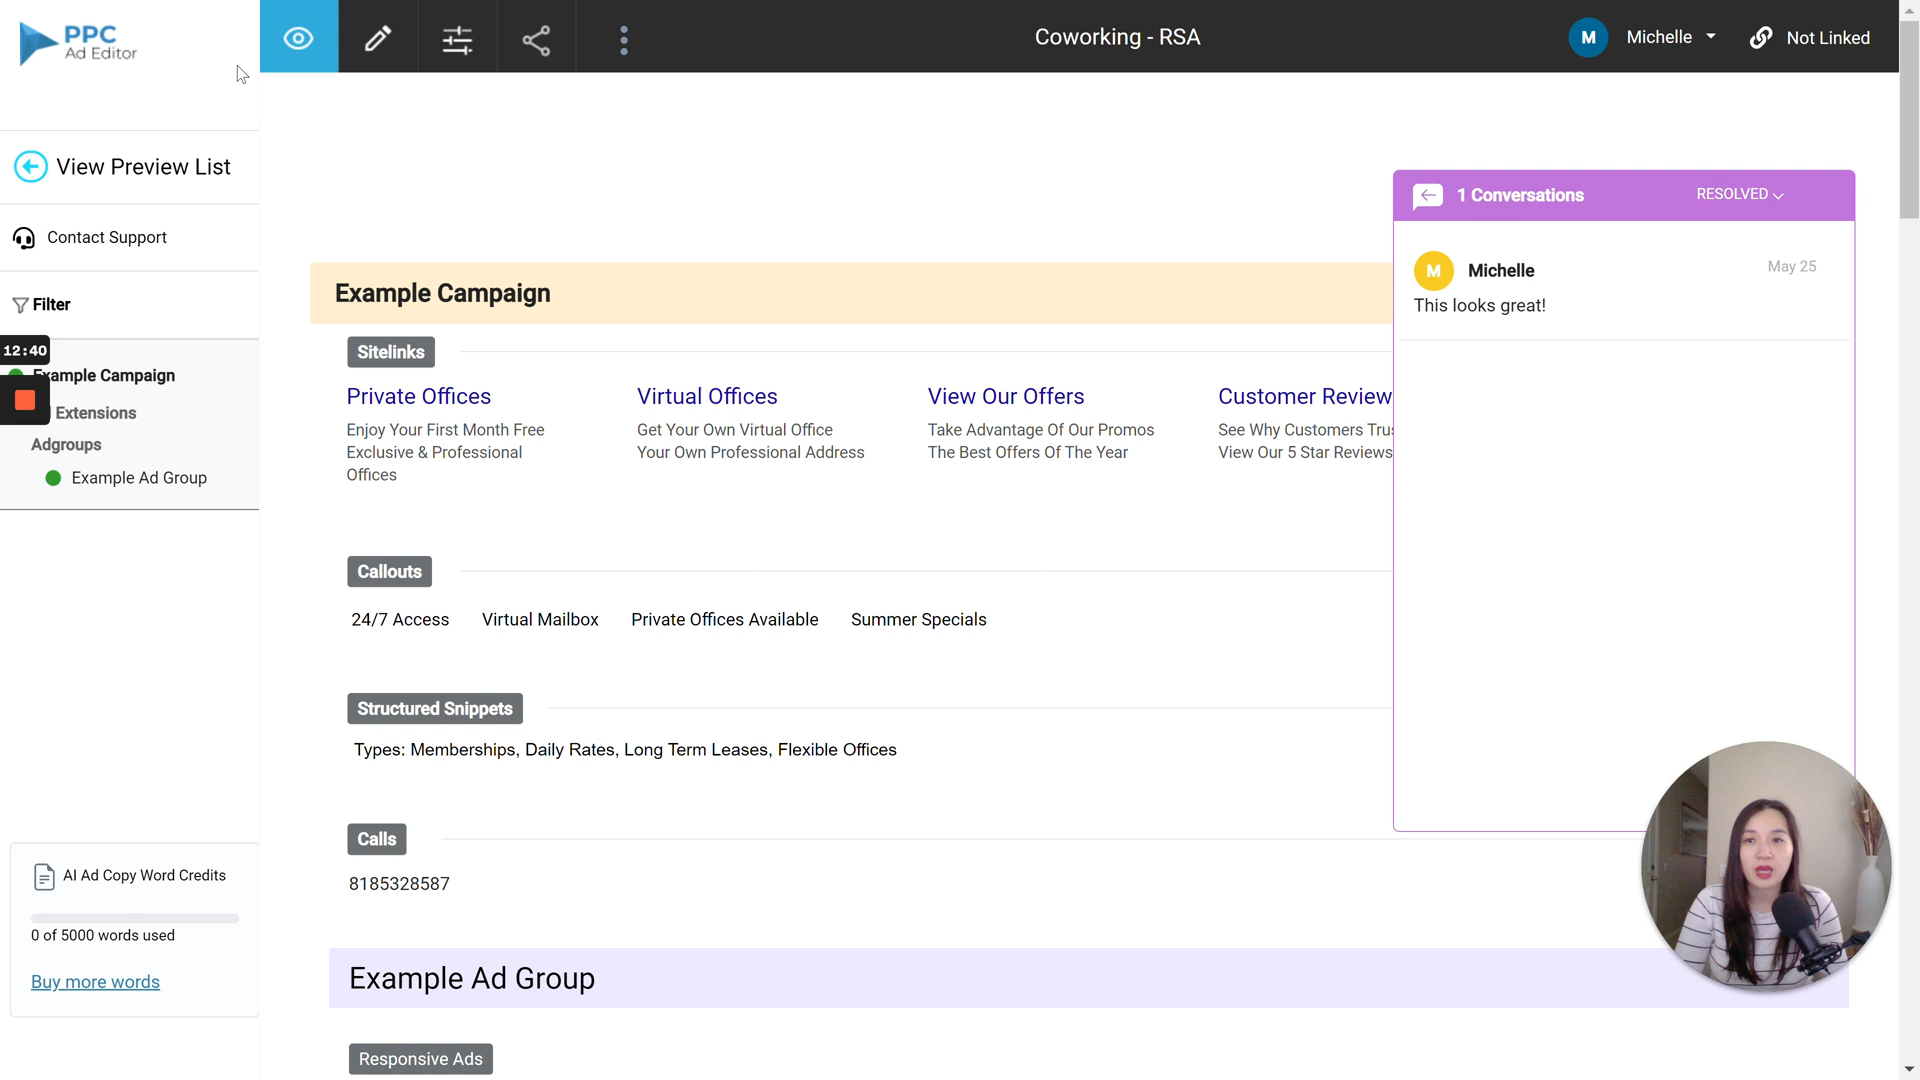 PPC
Ad Editor
Coworking - RSA
M
Michelle
Not Linked
View Preview List
Contact Support
Filter
12:40
Example Campaign
Extensions
Adgroups
Example Ad Group
AI Ad Copy Word Credits
0 of 5000 words used
Buy more words
Example Campaign
Sitelinks
Private Offices
Enjoy Your First Month Free
Exclusive & Professional
Offices
Virtual Offices
Get Your Own Virtual Office
Your Own Professional Address
View Our Offers
Take Advantage Of Our Promos
The Best Offers Of The Year
Customer Review
See Why Customers Trus
View Our 5 Star Reviews
Callouts
24/7 Access Virtual Mailbox Private Offices Available Summer Specials
Structured Snippets
Types: Memberships, Daily Rates, Long Term Leases, Flexible Offices
Calls
8185328587
Example Ad Group
Responsive Ads
1 Conversations
RESOLVED
M
Michelle
May 25
This looks great!